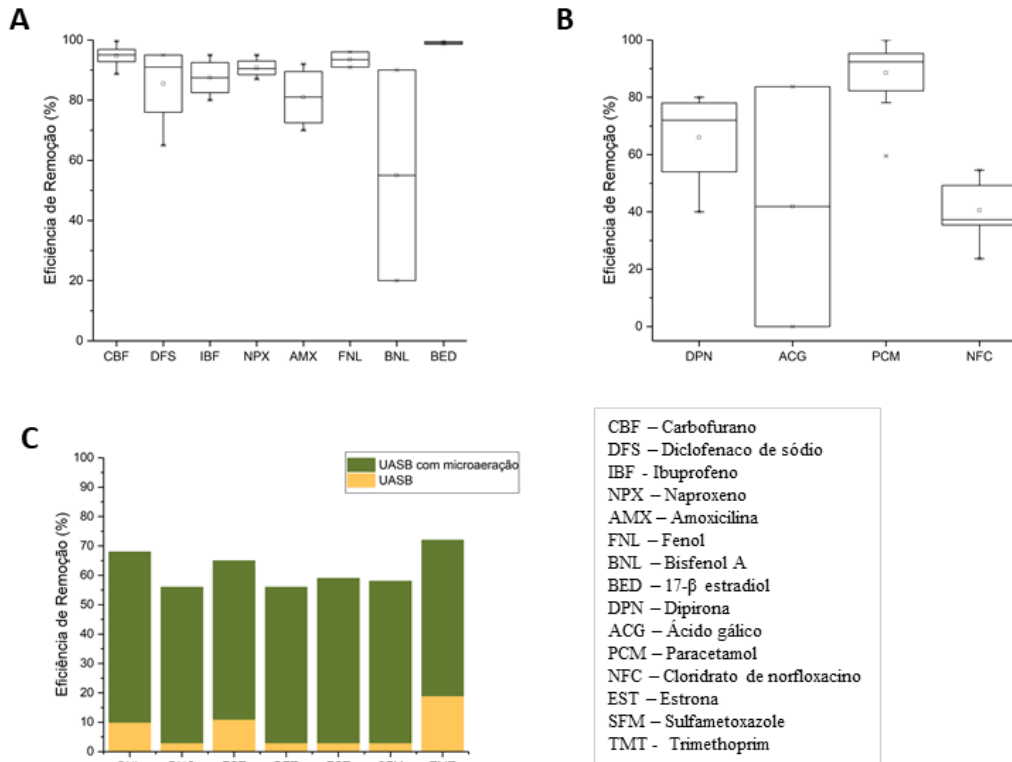 A
Eficiência de Remoção (%)
100
80
60
40
20
0
CBF DFS IBF NPX AMX FNL BNL BED
B
Eficiência de Remoção (%)
100
80
60
40
20
0
DPN ACG PCM NFC
C
Eficiência de Remoção (%)
100
90
80
70
60
50
40
30
20
10
0
UASB com microaeração
UASB
CBF – Carbofurano
DFS – Diclofenaco de sódio
IBF - Ibuprofeno
NPX – Naproxeno
AMX – Amoxicilina
FNL – Fenol
BNL – Bisfenol A
BED – 17-β estradiol
DPN – Dipirona
ACG – Ácido gálico
PCM – Paracetamol
NFC – Cloridrato de norfloxacino
EST – Estrona
SFM – Sulfametoxazole
TMT - Trimethoprim